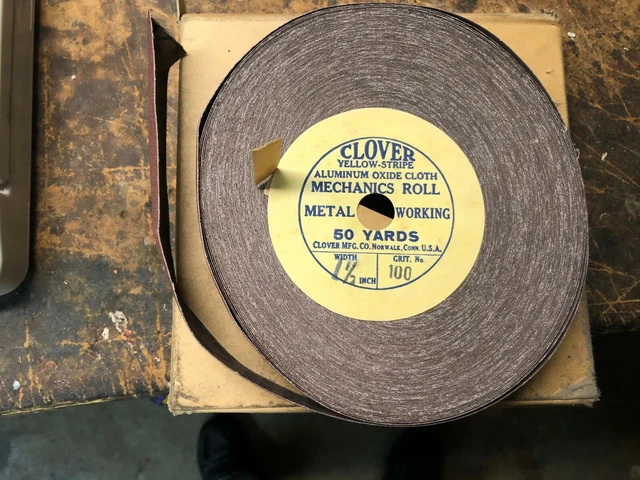 CLOVER
YELLOW-STRIPE
ALUMINUM OXIDE CLOTH
MECHANICS ROLL
METAL WORKING
50 YARDS
CLOVER MFG. CO. NORWALK, CONN. U.S.A.
WIDTH GRIT. No.
1½ INCH 100